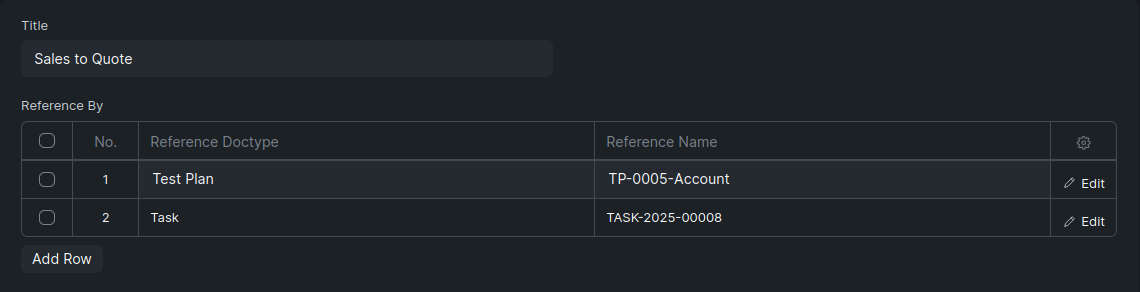 Title
Sales to Quote
Reference By
No. Reference Doctype Reference Name
1 Test Plan TP-0005-Account Edit
2 Task TASK-2025-00008 Edit
Add Row